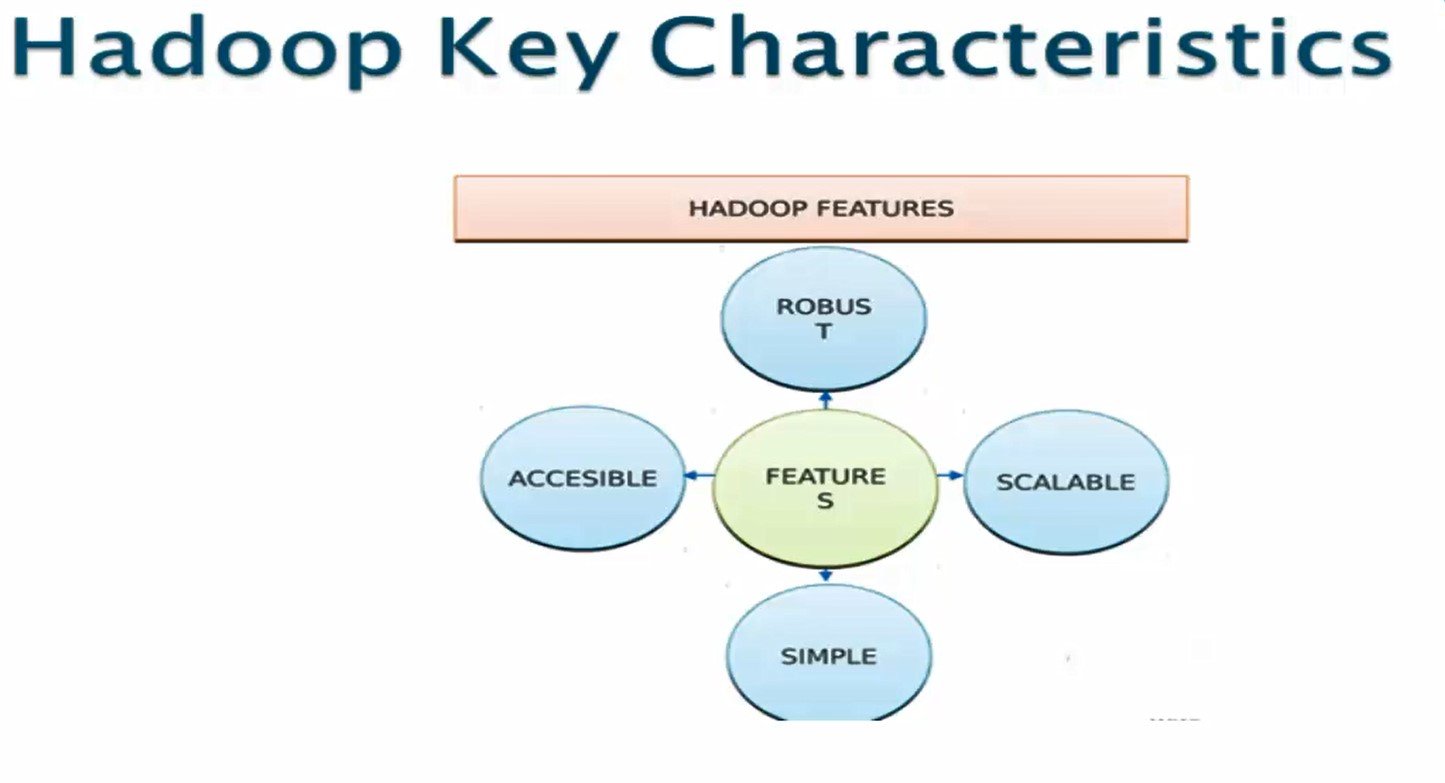 Hadoop Key Characteristics
HADOOP FEATURES
ROBUS
T
ACCESIBLE
FEATURE
S
SCALABLE
SIMPLE